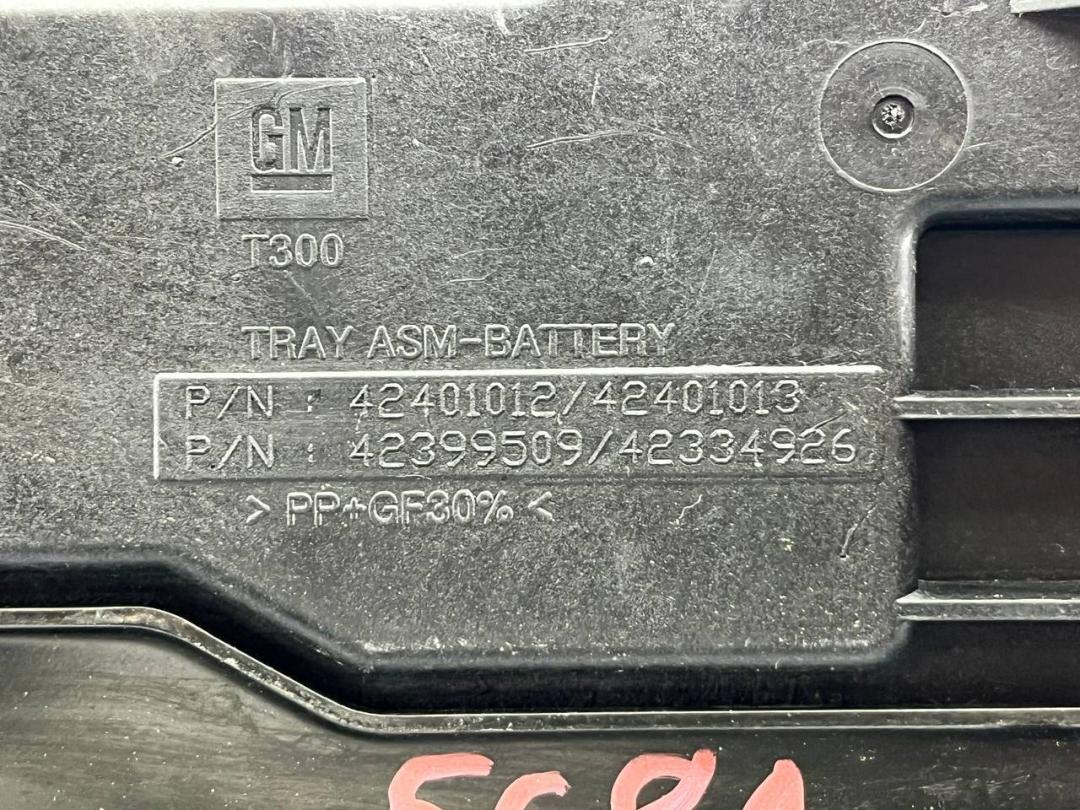 GM
T300
TRAY ASM-BATTERY
P/N : 42401012/42401013
P/N : 42399509/42334926
> PP+GF30% <